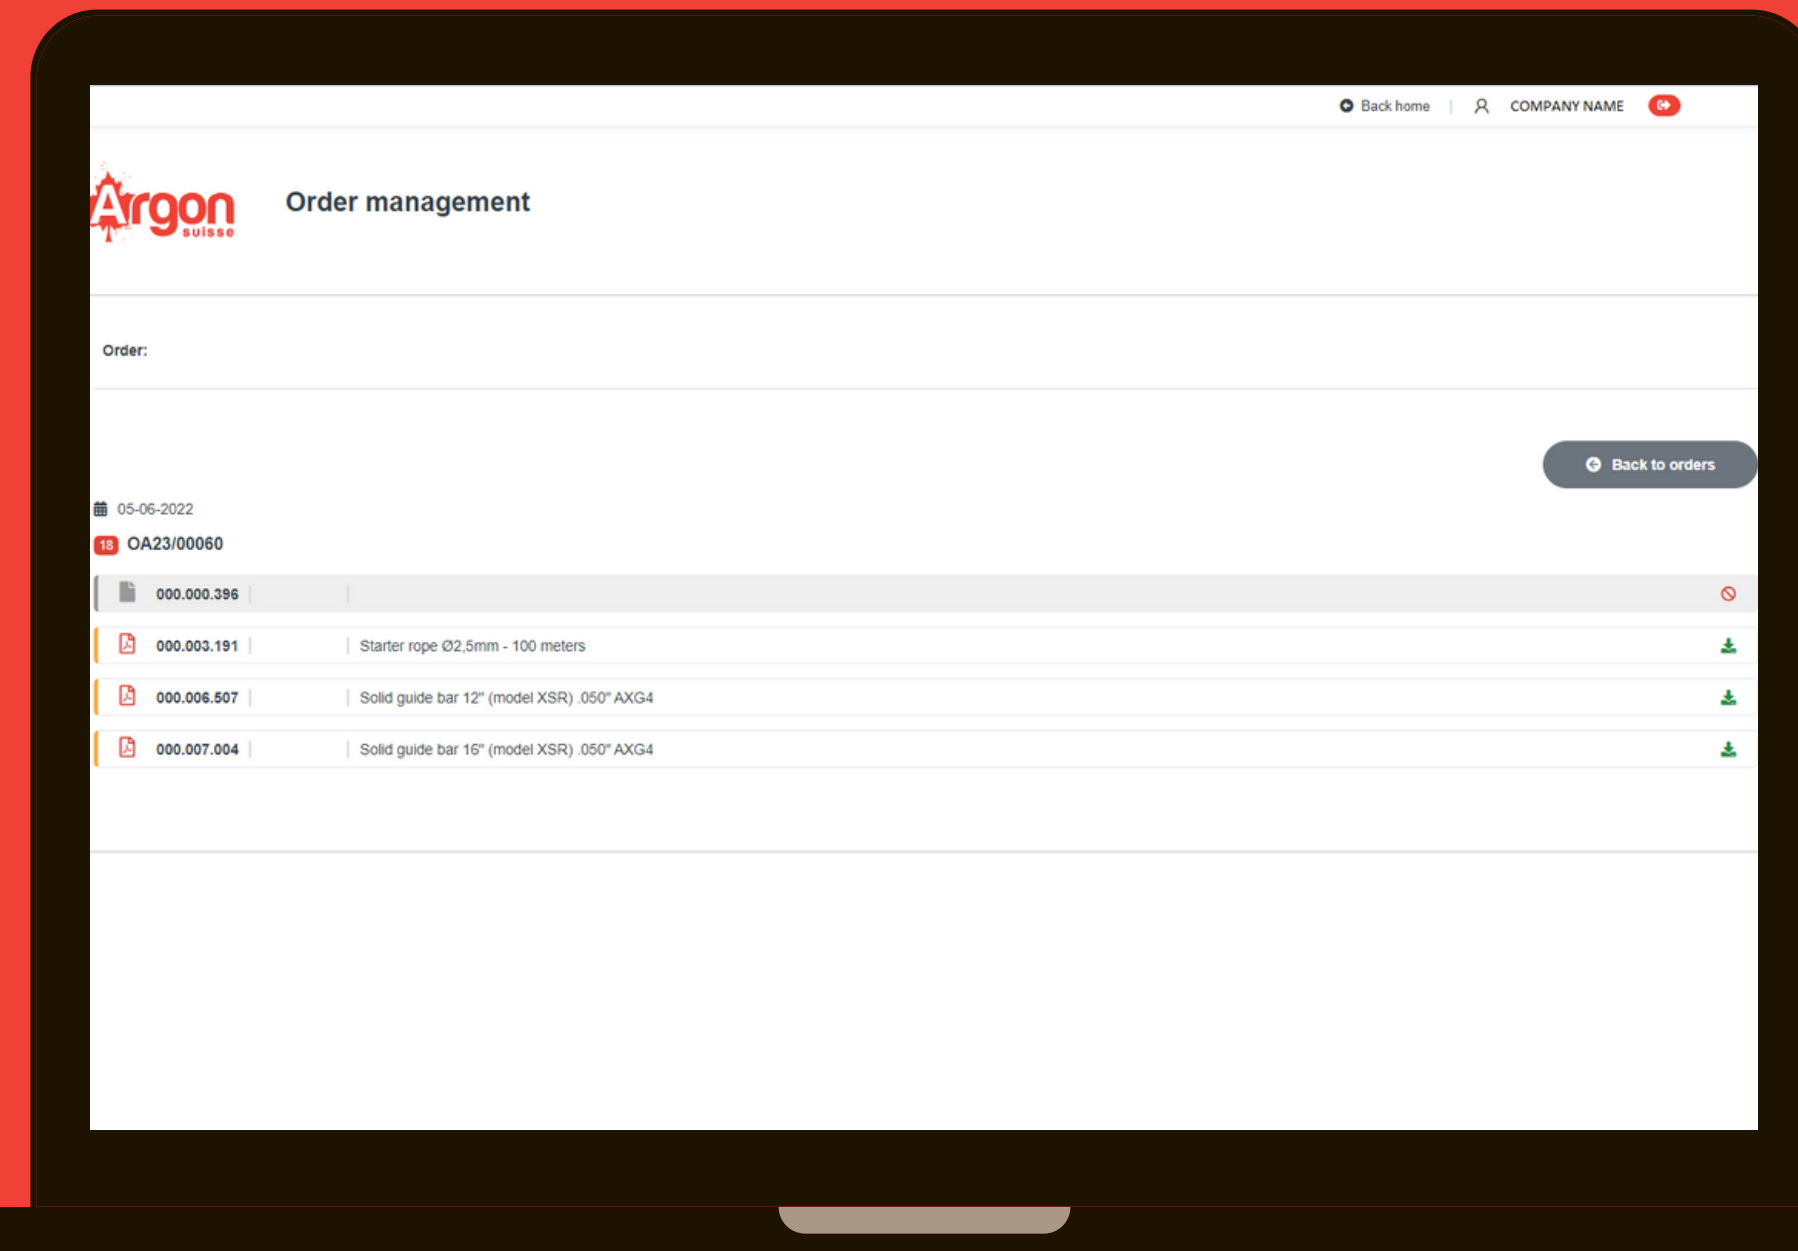 Back home | COMPANY NAME
Argon
suisse
Order management
Order:
Back to orders
05-06-2022
18 OA23/00060
000.000.396
000.003.191 | Starter rope Ø2,5mm - 100 meters
000.006.507 | Solid guide bar 12" (model XSR) .050" AXG4
000.007.004 | Solid guide bar 16" (model XSR) .050" AXG4